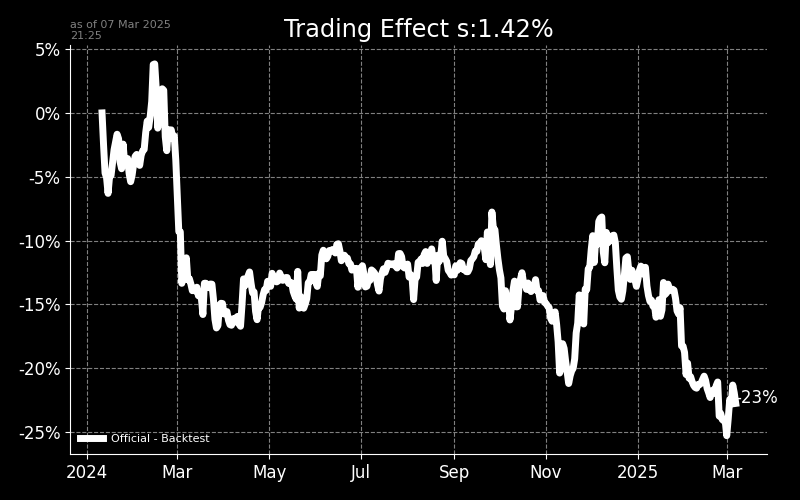 as of 07 Mar 2025
21:25
Trading Effect s:1.42%
5%
0%
-5%
-10%
-15%
-20%
-25%
-23%
Official - Backtest
2024 Mar May Jul Sep Nov 2025 Mar